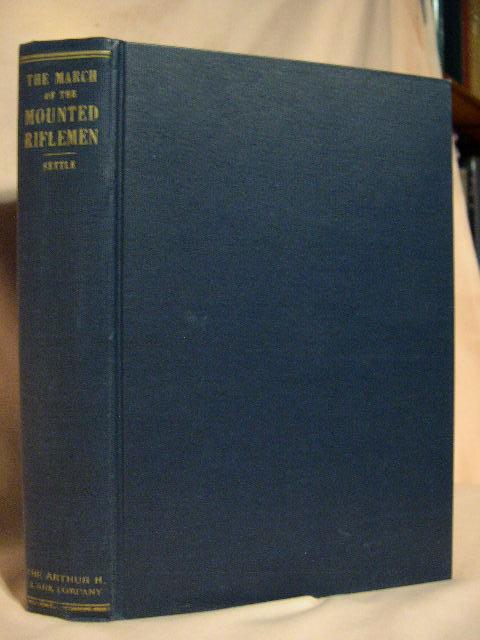 THE MARCH
OF THE
MOUNTED
RIFLEMEN
SETTLE
THE ARTHUR H.
CLARK COMPANY